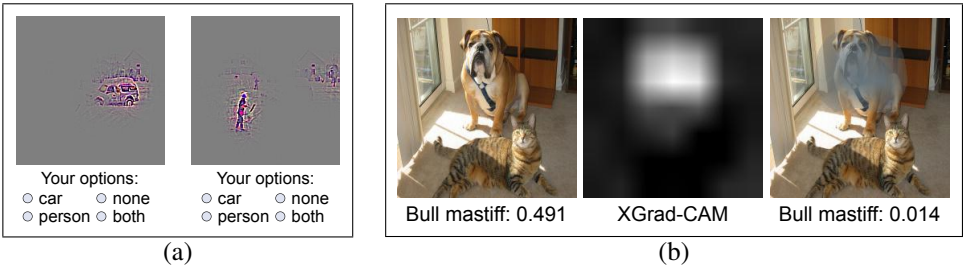 Your options:
car none
person both
Your options:
car none
person both
(a)
Bull mastiff: 0.491
XGrad-CAM
Bull mastiff: 0.014
(b)